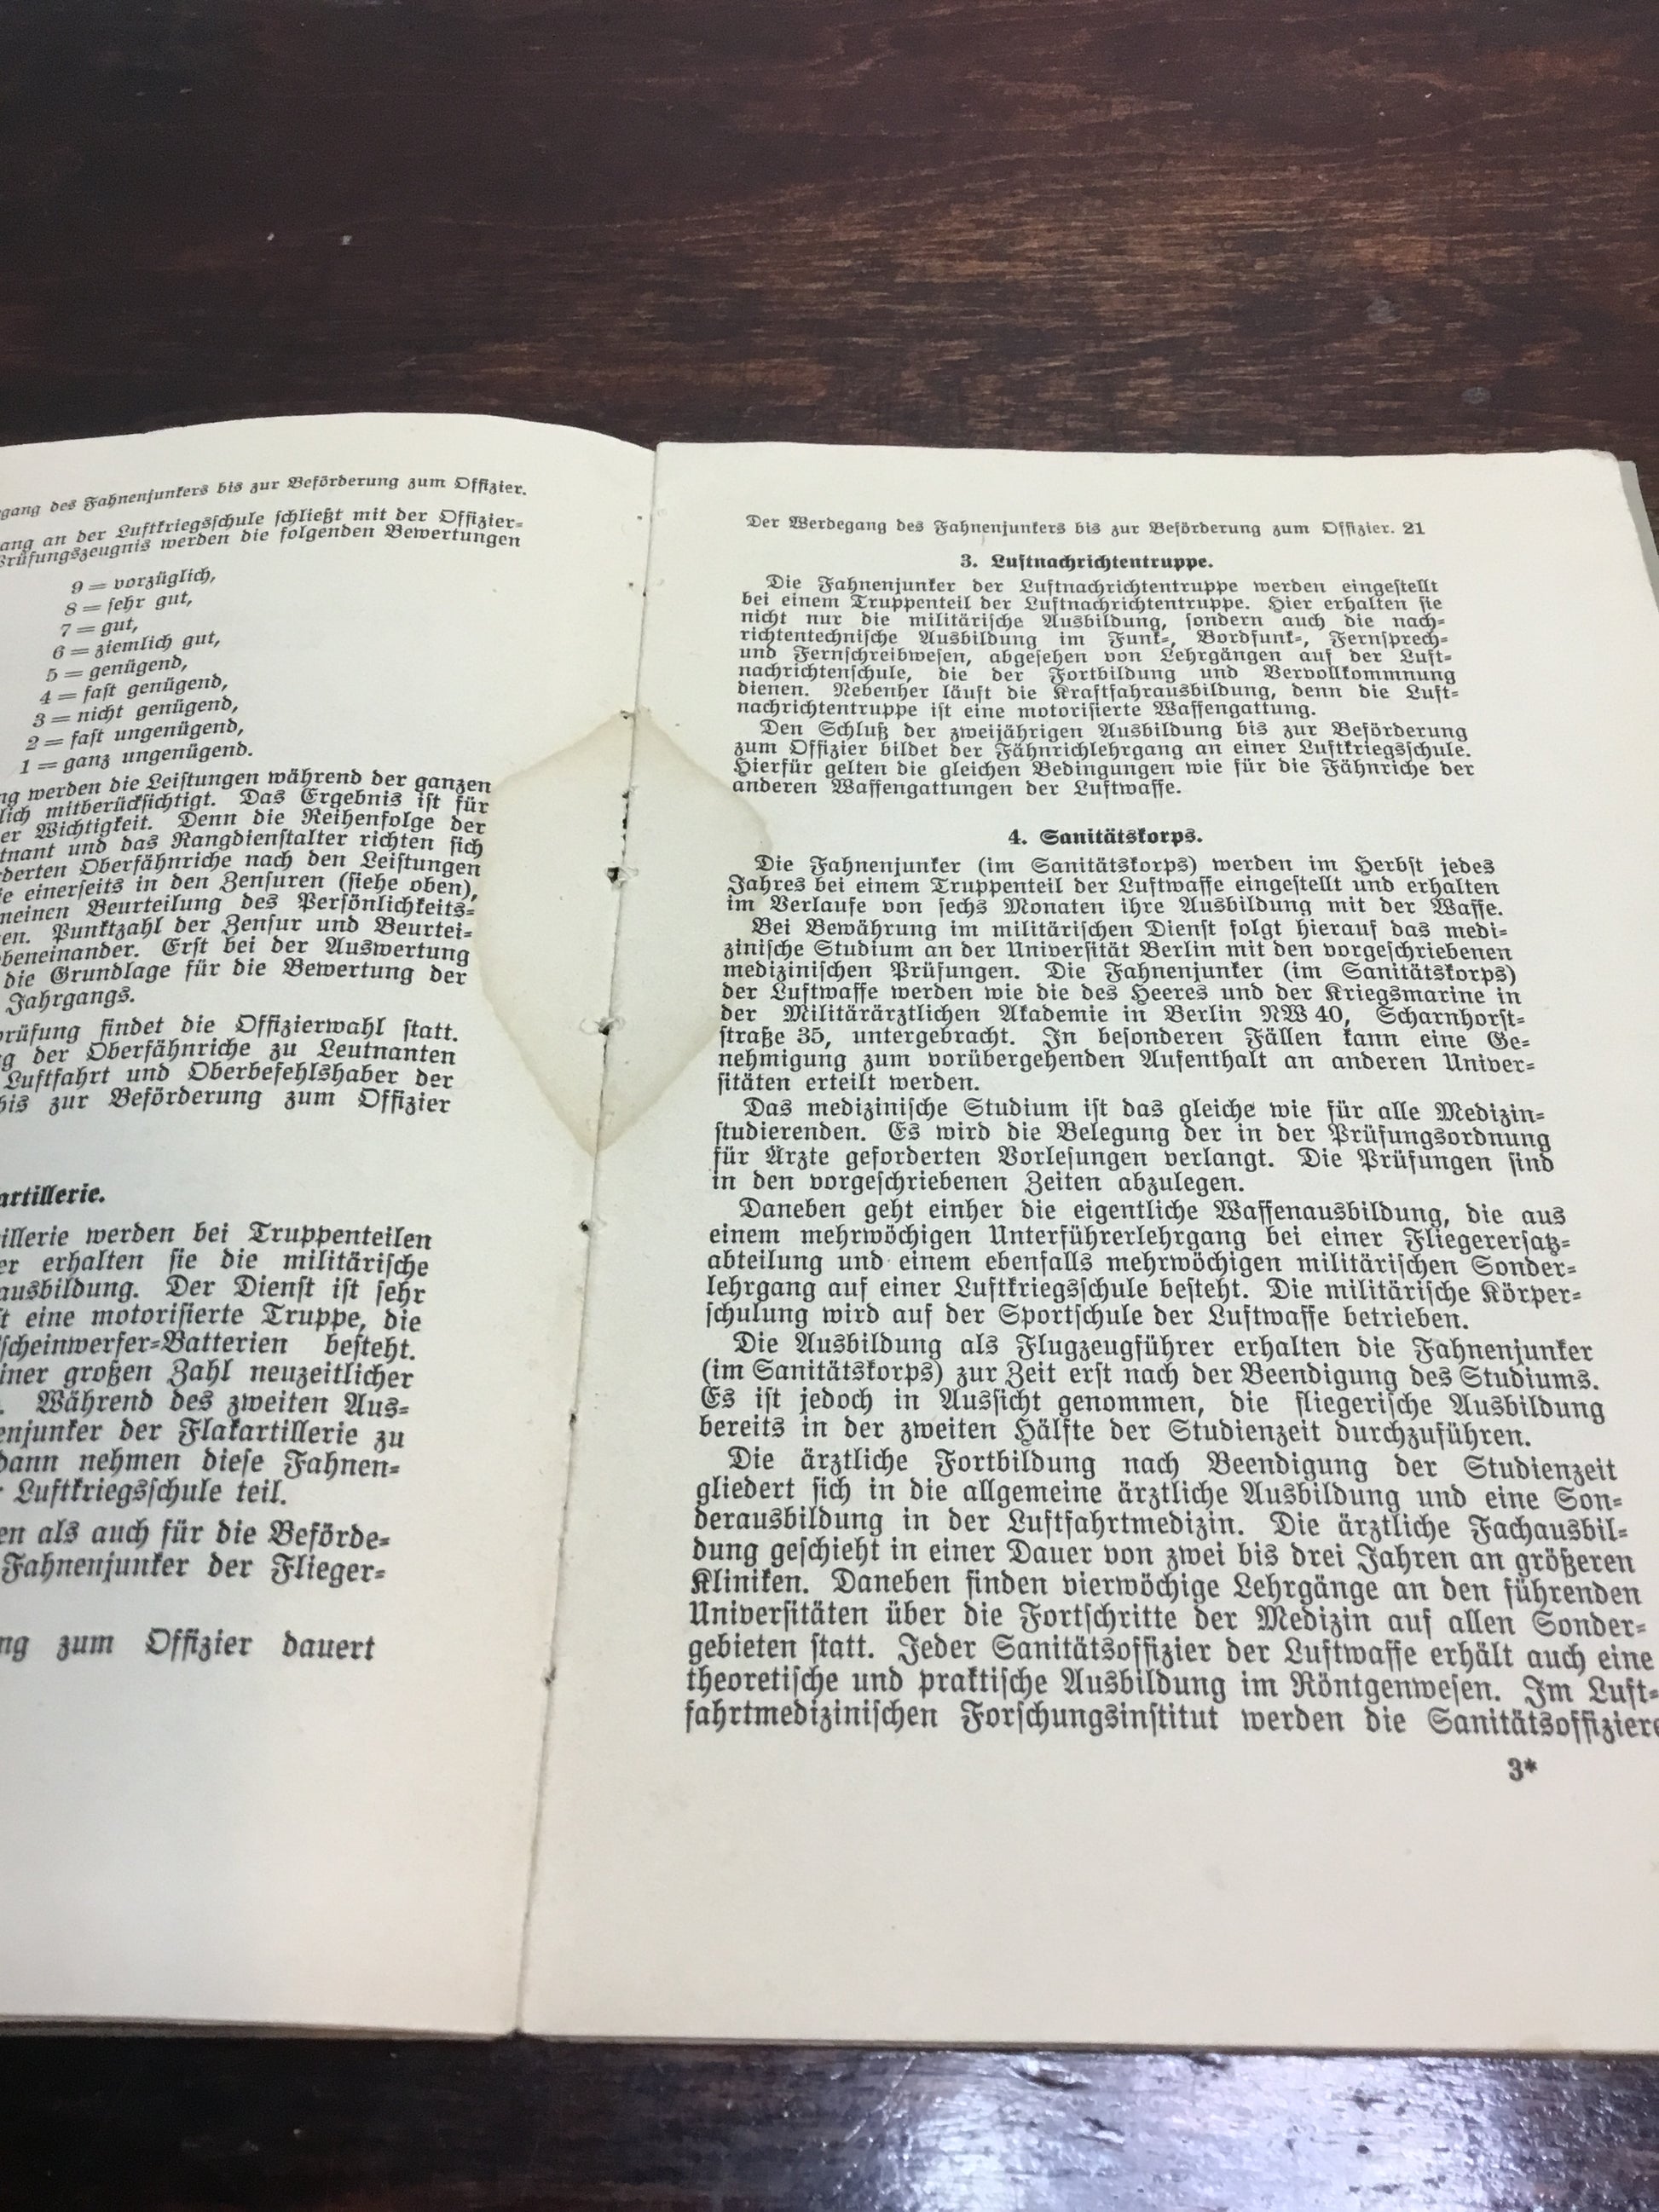 gang des Fahnenjunkers bis zur Beförderung zum Offizier.
ang an der Luftkriegsschule schließt mit der Offizier-
Prüfungszeugnis werden die folgenden Bewertungen
9 = vorzüglich,
8 = sehr gut,
7 = gut,
6 = ziemlich gut,
5 = genügend,
4 = fast genügend,
3 = nicht genügend,
2 = fast ungenügend,
1 = ganz ungenügend.
ng werden die Leistungen während der ganzen
lich mitberücksichtigt. Das Ergebnis ist für
er Wichtigkeit. Denn die Reihenfolge der
tnant und das Rangdienstalter richten sich
derten Oberfähnriche nach den Leistungen
ie einerseits in den Zensuren (siehe oben),
meinen Beurteilung des Persönlichkeits-
en. Punktzahl der Zensur und Beurtei-
beneinander. Erst bei der Auswertung
die Grundlage für die Bewertung der
Jahrgangs.
prüfung findet die Offizierwahl statt.
g der Oberfähnriche zu Leutnanten
Luftfahrt und Oberbefehlshaber der
bis zur Beförderung zum Offizier
artillerie.
illerie werden bei Truppenteilen
er erhalten sie die militärische
ausbildung. Der Dienst ist sehr
t eine motorisierte Truppe, die
scheinwerfer-Batterien besteht.
iner großen Zahl neuzeitlicher
. Während des zweiten Aus-
enjunker der Flakartillerie zu
dann nehmen diese Fahnen-
r Luftkriegsschule teil.
en als auch für die Beförde-
Fahnenjunker der Flieger-
ng zum Offizier dauert
Der Werdegang des Fahnenjunkers bis zur Beförderung zum Offizier. 21
3. Luftnachrichtentruppe.
Die Fahnenjunker der Luftnachrichtentruppe werden eingestellt
bei einem Truppenteil der Luftnachrichtentruppe. Hier erhalten sie
nicht nur die militärische Ausbildung, sondern auch die nach-
richtentechnische Ausbildung im Funk-, Bordfunk-, Fernsprech-
und Fernschreibwesen, abgesehen von Lehrgängen auf der Luft-
nachrichtenschule, die der Fortbildung und Vervollkommnung
dienen. Nebenher läuft die Kraftfahrausbildung, denn die Luft-
nachrichtentruppe ist eine motorisierte Waffengattung.
Den Schluß der zweijährigen Ausbildung bis zur Beförderung
zum Offizier bildet der Fähnrichlehrgang an einer Luftkriegsschule.
Hierfür gelten die gleichen Bedingungen wie für die Fähnriche der
anderen Waffengattungen der Luftwaffe.
4. Sanitätskorps.
Die Fahnenjunker (im Sanitätskorps) werden im Herbst jedes
Jahres bei einem Truppenteil der Luftwaffe eingestellt und erhalten
im Verlaufe von sechs Monaten ihre Ausbildung mit der Waffe.
Bei Bewährung im militärischen Dienst folgt hierauf das medi-
zinische Studium an der Universität Berlin mit den vorgeschriebenen
medizinischen Prüfungen. Die Fahnenjunker (im Sanitätskorps)
der Luftwaffe werden wie die des Heeres und der Kriegsmarine in
der Militärärztlichen Akademie in Berlin NW 40, Scharnhorst-
straße 35, untergebracht. In besonderen Fällen kann eine Ge-
nehmigung zum vorübergehenden Aufenthalt an anderen Univer-
sitäten erteilt werden.
Das medizinische Studium ist das gleiche wie für alle Medizin-
studierenden. Es wird die Belegung der in der Prüfungsordnung
für Ärzte geforderten Vorlesungen verlangt. Die Prüfungen sind
in den vorgeschriebenen Zeiten abzulegen.
Daneben geht einher die eigentliche Waffenausbildung, die aus
einem mehrwöchigen Unterführerlehrgang bei einer Fliegerersatz-
abteilung und einem ebenfalls mehrwöchigen militärischen Sonder-
lehrgang auf einer Luftkriegsschule besteht. Die militärische Körper-
schulung wird auf der Sportschule der Luftwaffe betrieben.
Die Ausbildung als Flugzeugführer erhalten die Fahnenjunker
(im Sanitätskorps) zur Zeit erst nach der Beendigung des Studiums.
Es ist jedoch in Aussicht genommen, die fliegerische Ausbildung
bereits in der zweiten Hälfte der Studienzeit durchzuführen.
Die ärztliche Fortbildung nach Beendigung der Studienzeit
gliedert sich in die allgemeine ärztliche Ausbildung und eine Son-
derausbildung in der Luftfahrtmedizin. Die ärztliche Fachausbil-
dung geschieht in einer Dauer von zwei bis drei Jahren an größeren
Kliniken. Daneben finden vierwöchige Lehrgänge an den führenden
Universitäten über die Fortschritte der Medizin auf allen Sonder-
gebieten statt. Jeder Sanitätsoffizier der Luftwaffe erhält auch eine
theoretische und praktische Ausbildung im Röntgenwesen. Im Luft-
fahrtmedizinischen Forschungsinstitut werden die Sanitätsoffiziere
3*